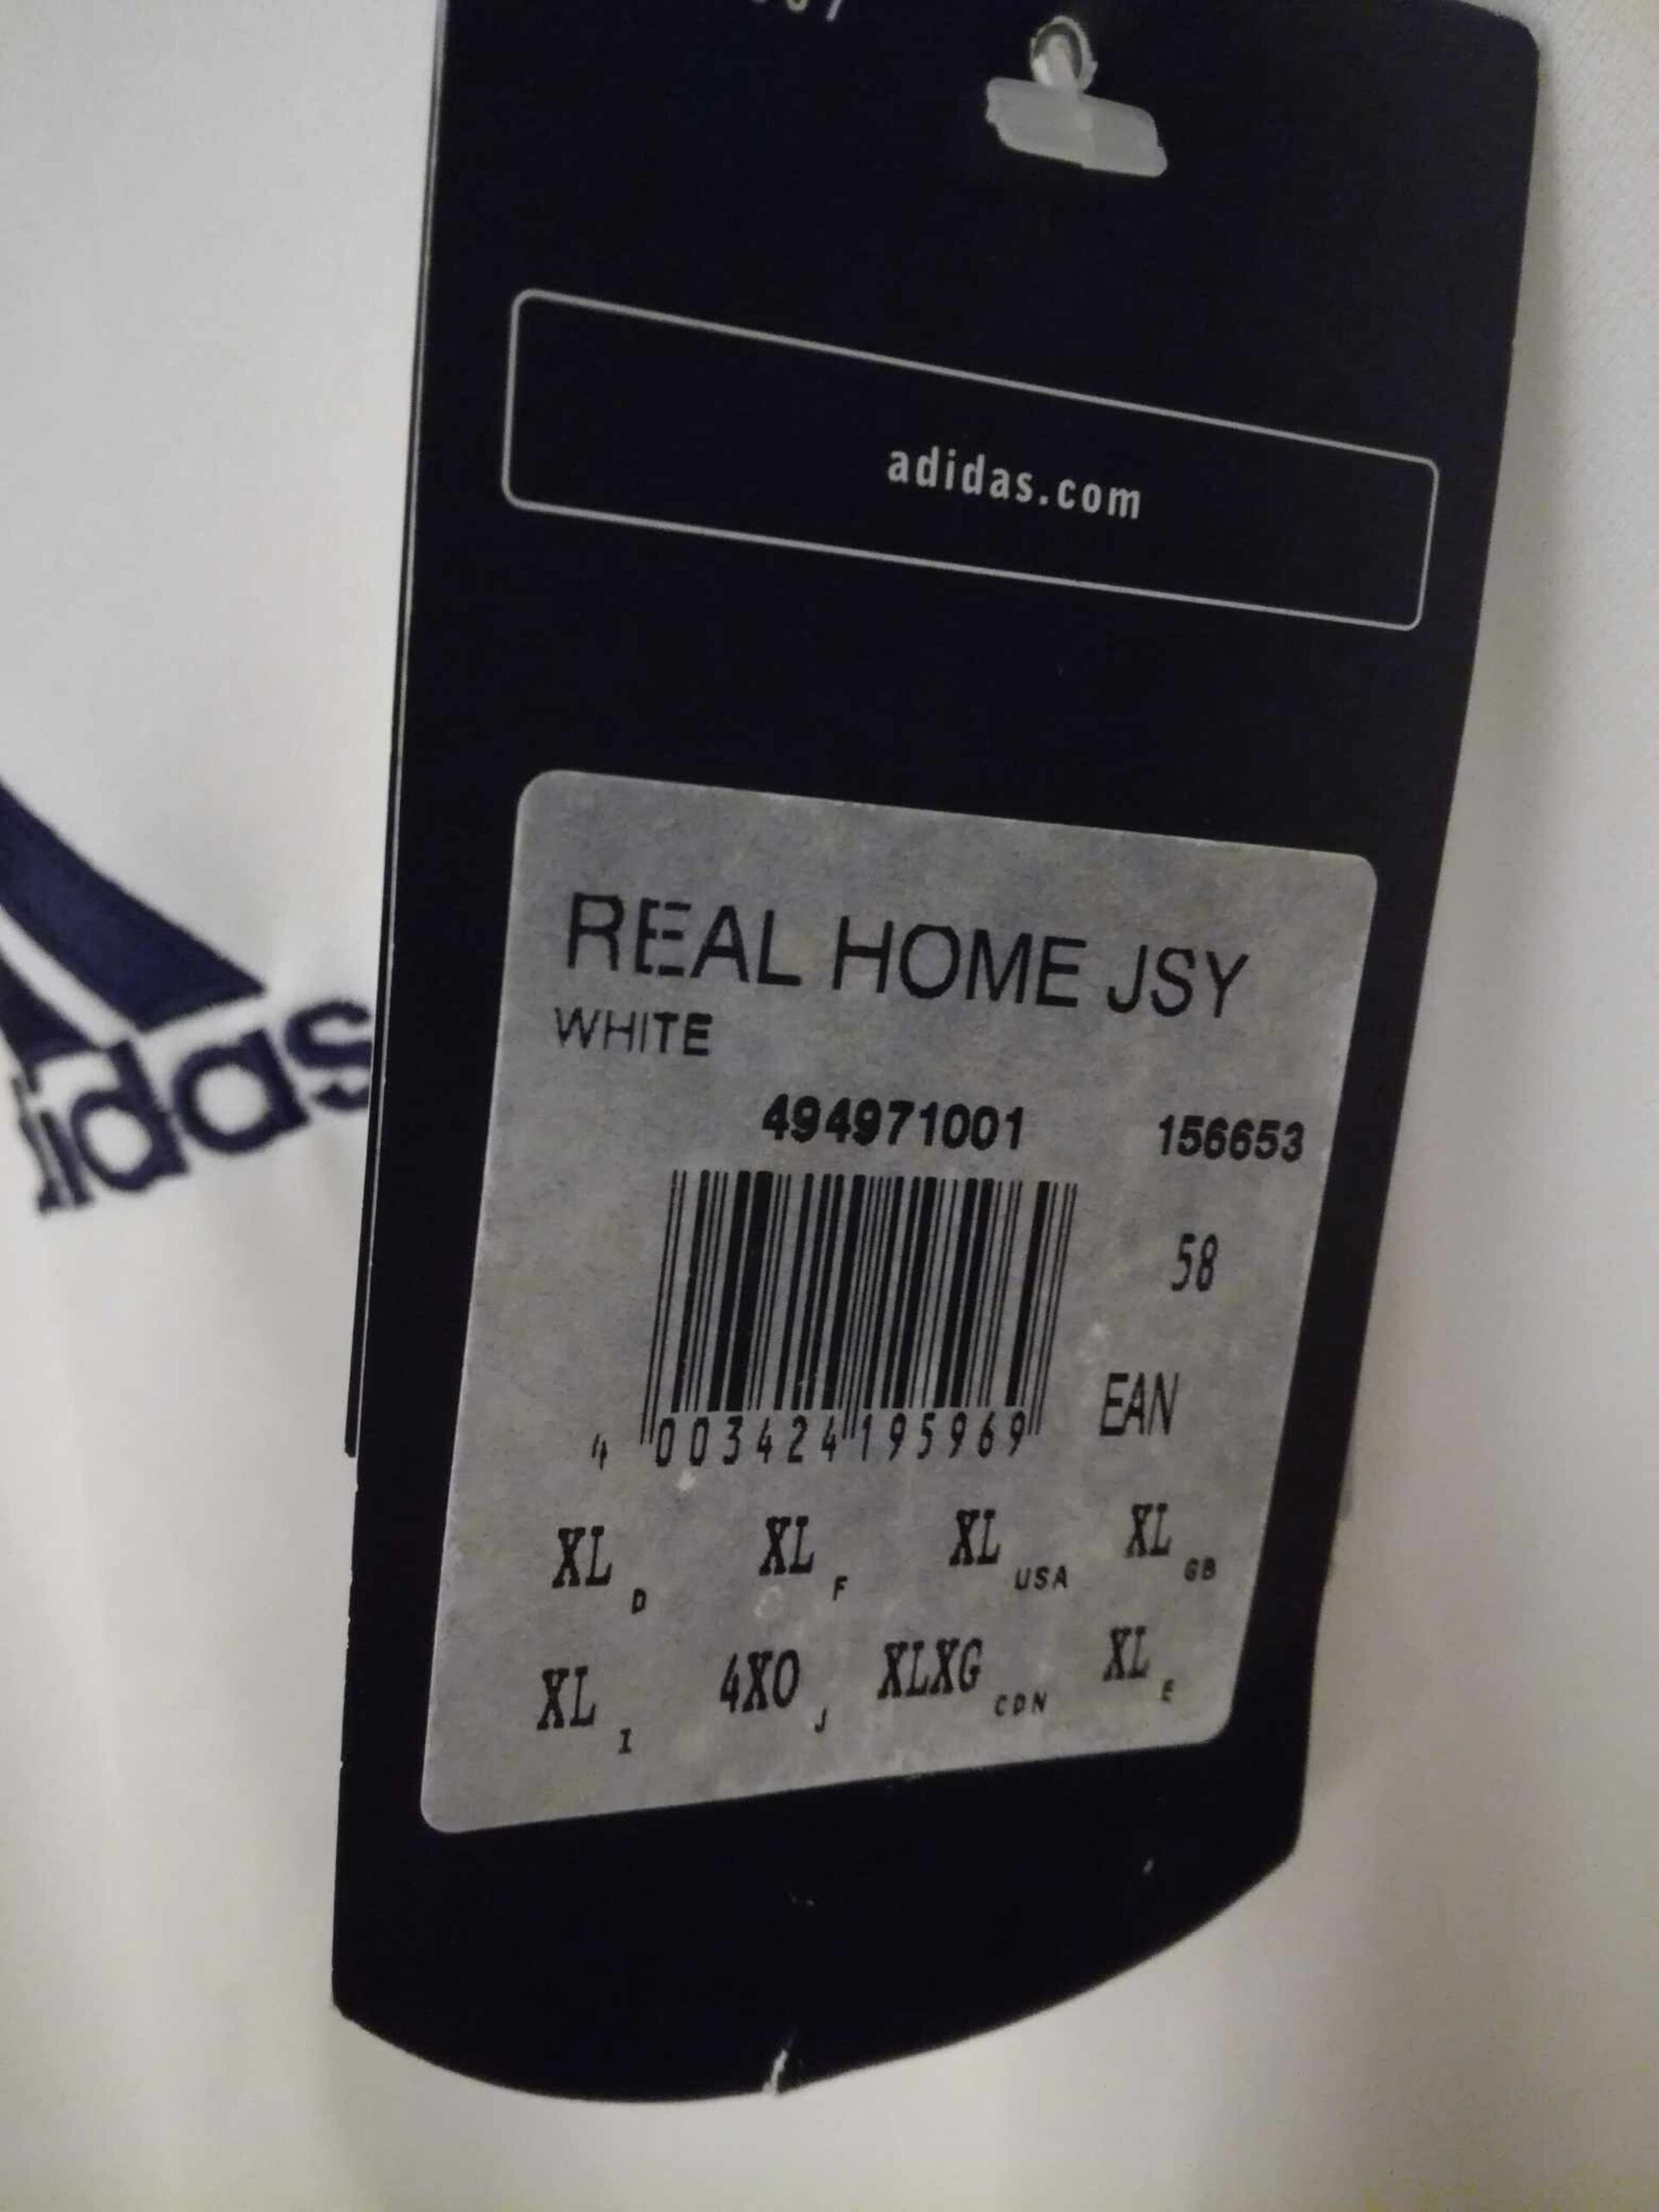 adidas.com
REAL HOME JSY
WHITE
494971001 156653
58
4 003424 195969 EAN
XL D XL F XL USA XL GB
XL I 4XO J XLXG CDN XL E
idas